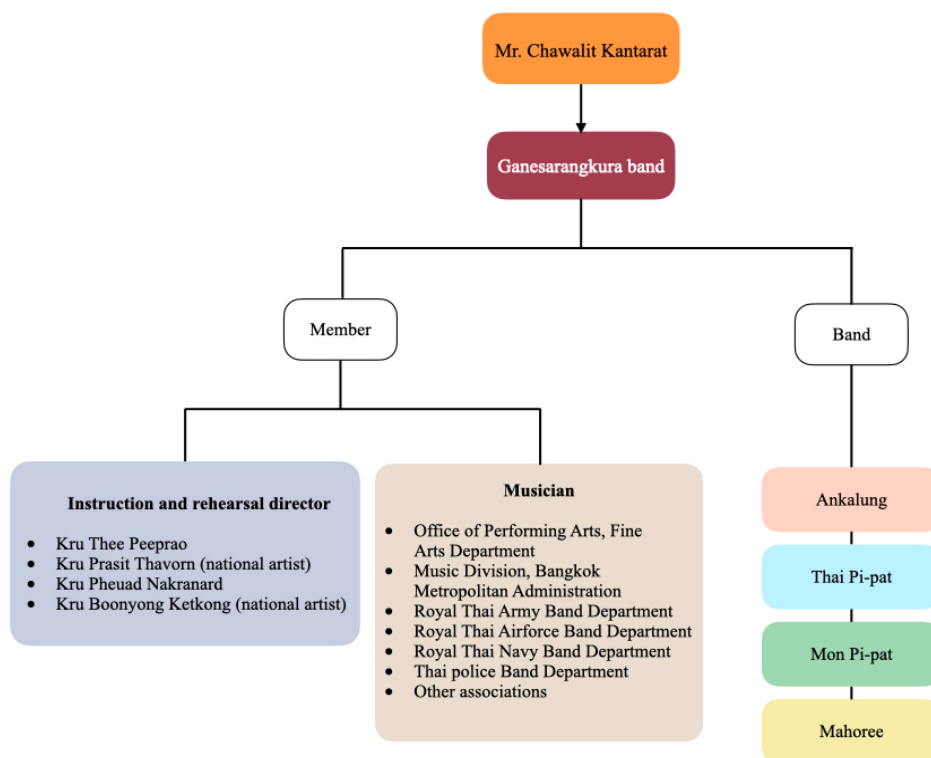 Mr. Chawalit Kantarat
Ganesarangkura band
Member
Band
Instruction and rehearsal director
• Kru Thee Peeprao
• Kru Prasit Thavorn (national artist)
• Kru Pheuad Nakranard
• Kru Boonyong Ketkong (national artist)
Musician
• Office of Performing Arts, Fine
Arts Department
• Music Division, Bangkok
Metropolitan Administration
• Royal Thai Army Band Department
• Royal Thai Airforce Band Department
• Royal Thai Navy Band Department
• Thai police Band Department
• Other associations
Ankalung
Thai Pi-pat
Mon Pi-pat
Mahoree